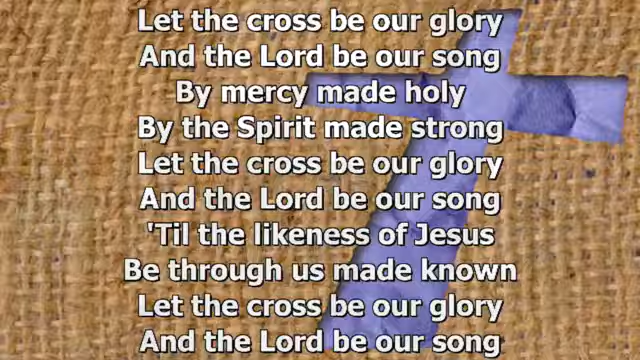 Let the cross be our glory
And the Lord be our song
By mercy made holy
By the Spirit made strong
Let the cross be our glory
And the Lord be our song
'Til the likeness of Jesus
Be through us made known
Let the cross be our glory
And the Lord be our song